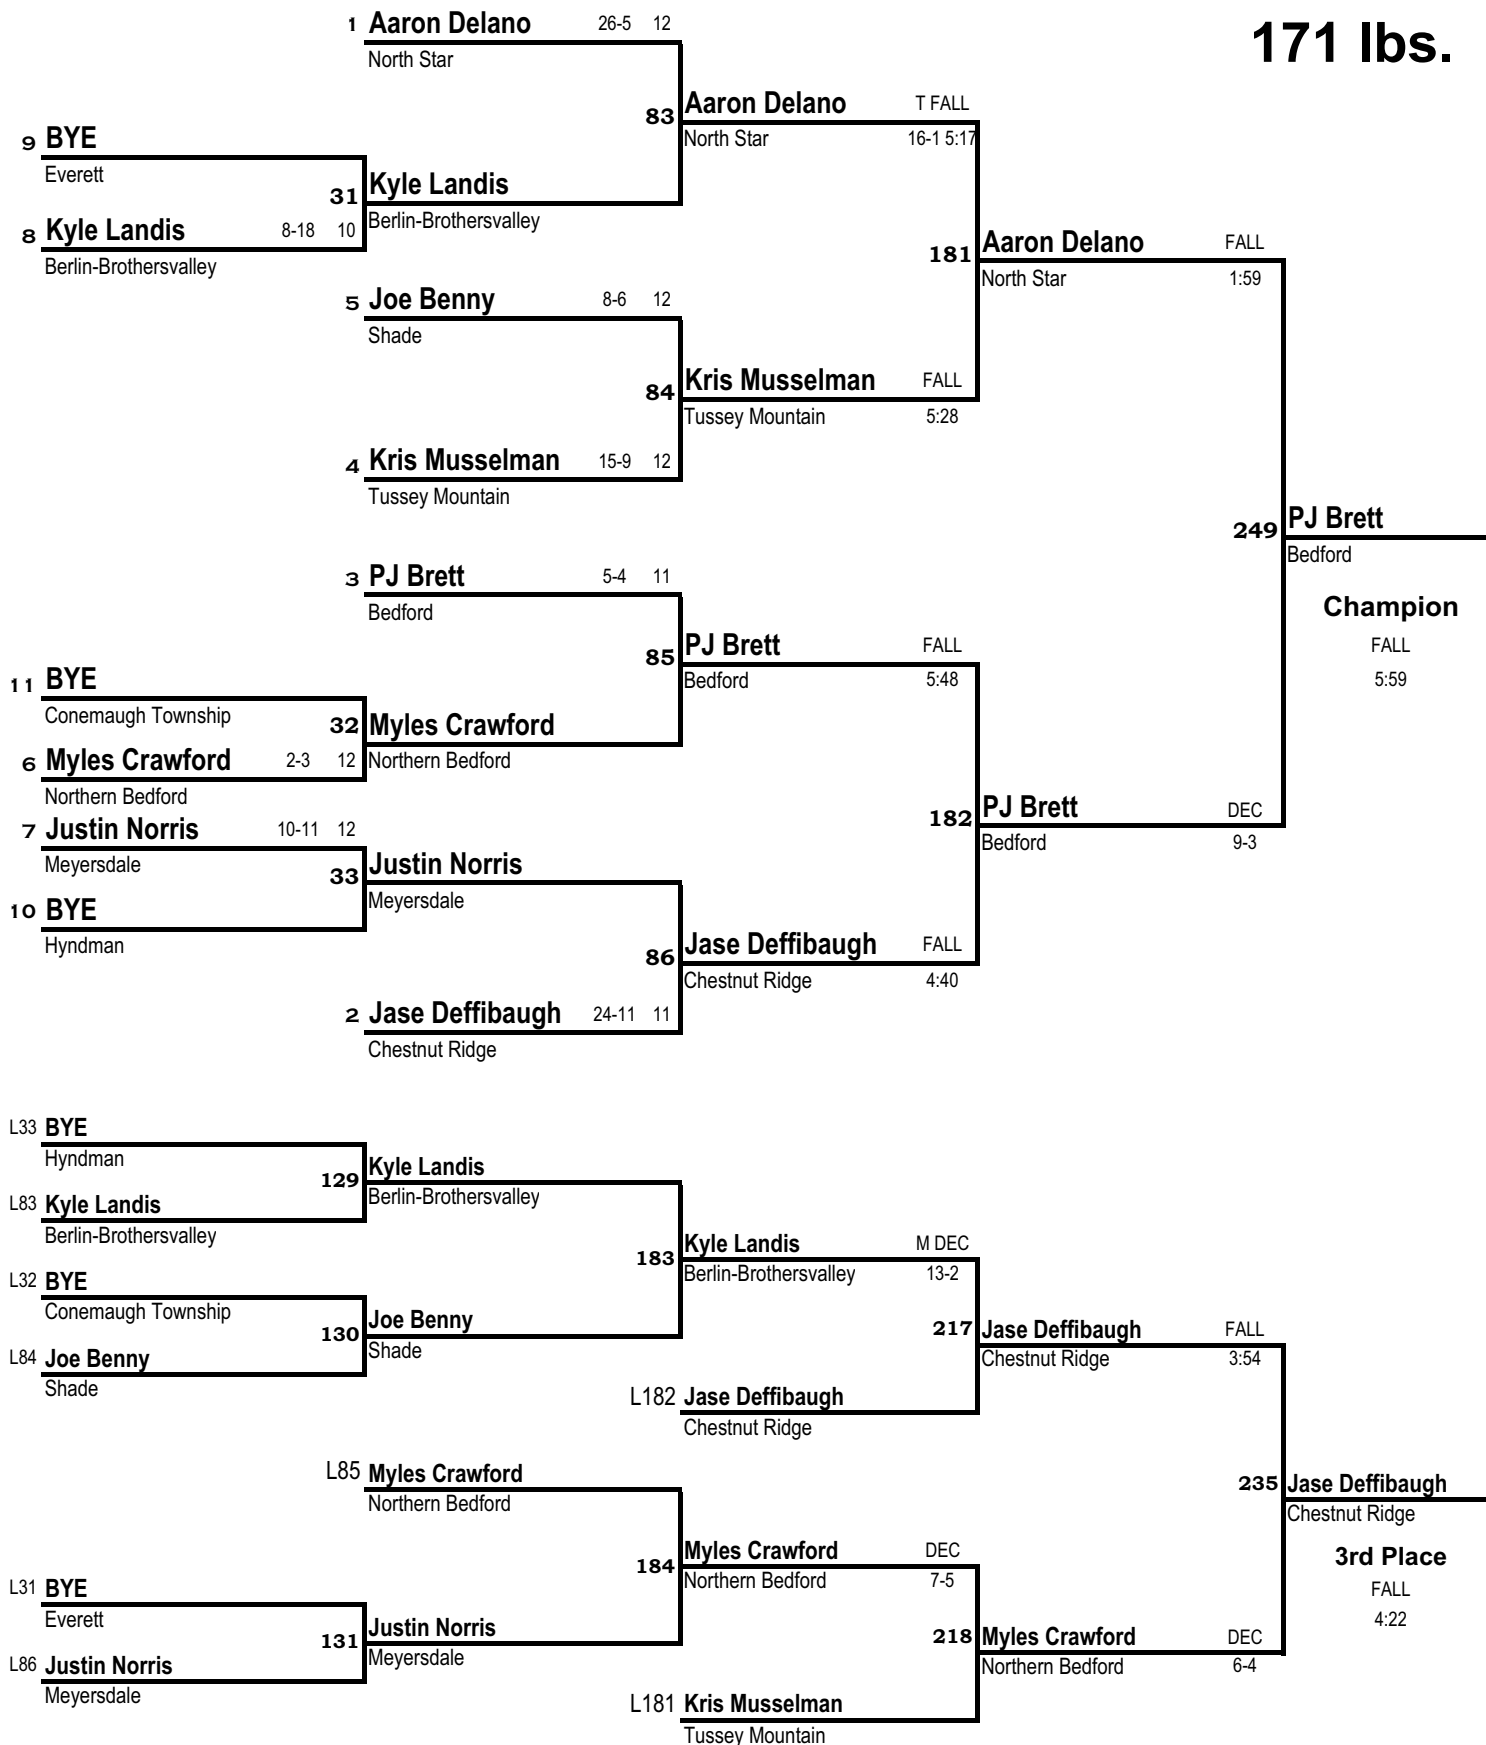 171 lbs.
1 Aaron Delano 26-5 12
North Star
83 Aaron Delano T FALL
North Star 16-1 5:17
9 BYE
Everett
31 Kyle Landis
Berlin-Brothersvalley
8 Kyle Landis 8-18 10
Berlin-Brothersvalley
181 Aaron Delano FALL
North Star 1:59
5 Joe Benny 8-6 12
Shade
84 Kris Musselman FALL
Tussey Mountain 5:28
4 Kris Musselman 15-9 12
Tussey Mountain
249 PJ Brett
Bedford
Champion
FALL
5:59
3 PJ Brett 5-4 11
Bedford
85 PJ Brett FALL
Bedford 5:48
11 BYE
Conemaugh Township
32 Myles Crawford
Northern Bedford
6 Myles Crawford 2-3 12
Northern Bedford
182 PJ Brett DEC
Bedford 9-3
7 Justin Norris 10-11 12
Meyersdale
33 Justin Norris
Meyersdale
10 BYE
Hyndman
86 Jase Deffibaugh FALL
Chestnut Ridge 4:40
2 Jase Deffibaugh 24-11 11
Chestnut Ridge
L33 BYE
Hyndman
129 Kyle Landis
Berlin-Brothersvalley
L83 Kyle Landis
Berlin-Brothersvalley
183 Kyle Landis M DEC
Berlin-Brothersvalley 13-2
L32 BYE
Conemaugh Township
130 Joe Benny
Shade
L84 Joe Benny
Shade
217 Jase Deffibaugh FALL
Chestnut Ridge 3:54
L182 Jase Deffibaugh
Chestnut Ridge
L85 Myles Crawford
Northern Bedford
235 Jase Deffibaugh
Chestnut Ridge
3rd Place
FALL
4:22
184 Myles Crawford DEC
Northern Bedford 7-5
L31 BYE
Everett
131 Justin Norris
Meyersdale
L86 Justin Norris
Meyersdale
218 Myles Crawford DEC
Northern Bedford 6-4
L181 Kris Musselman
Tussey Mountain